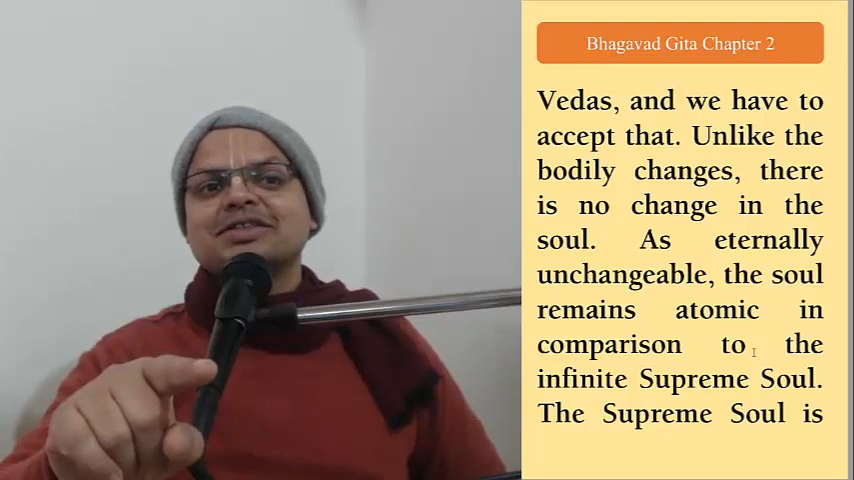 Bhagavad Gita Chapter 2
Vedas, and we have to
accept that. Unlike the
bodily changes, there
is no change in the
soul. As eternally
unchangeable, the soul
remains atomic in
comparison to the
infinite Supreme Soul.
The Supreme Soul is